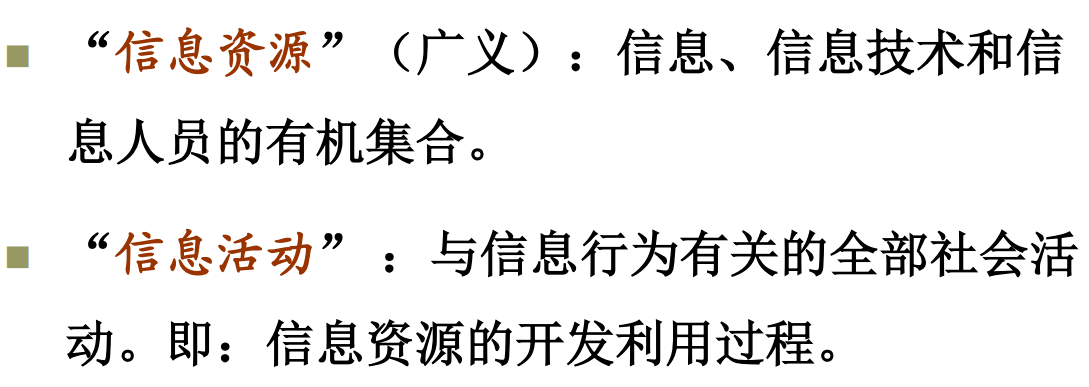 “信息资源”（广义）：信息、信息技术和信
息人员的有机集合。
“信息活动”：与信息行为有关的全部社会活
动。即：信息资源的开发利用过程。